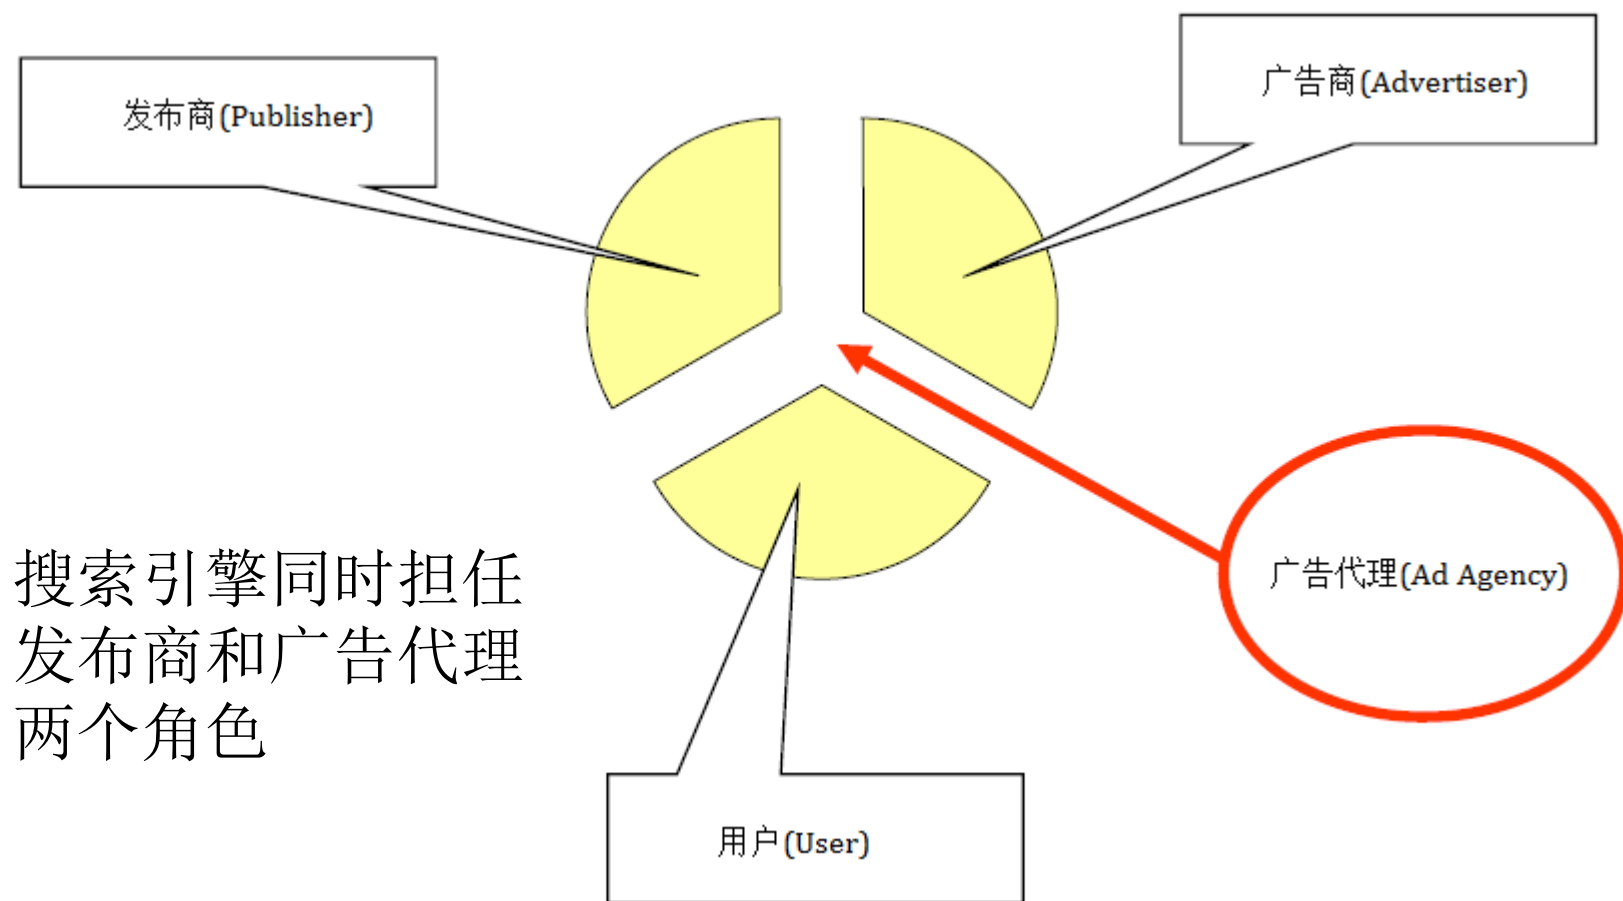 发布商(Publisher)
广告商(Advertiser)
广告代理(Ad Agency)
搜索引擎同时担任
发布商和广告代理
两个角色
用户(User)